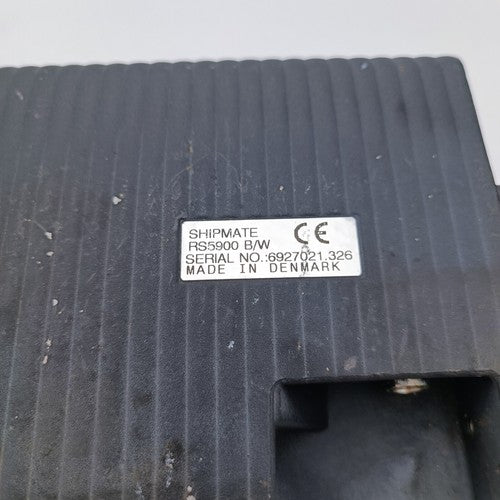 SHIPMATE CE
RS5900 B/W
SERIAL NO.:6927021.326
MADE IN DENMARK